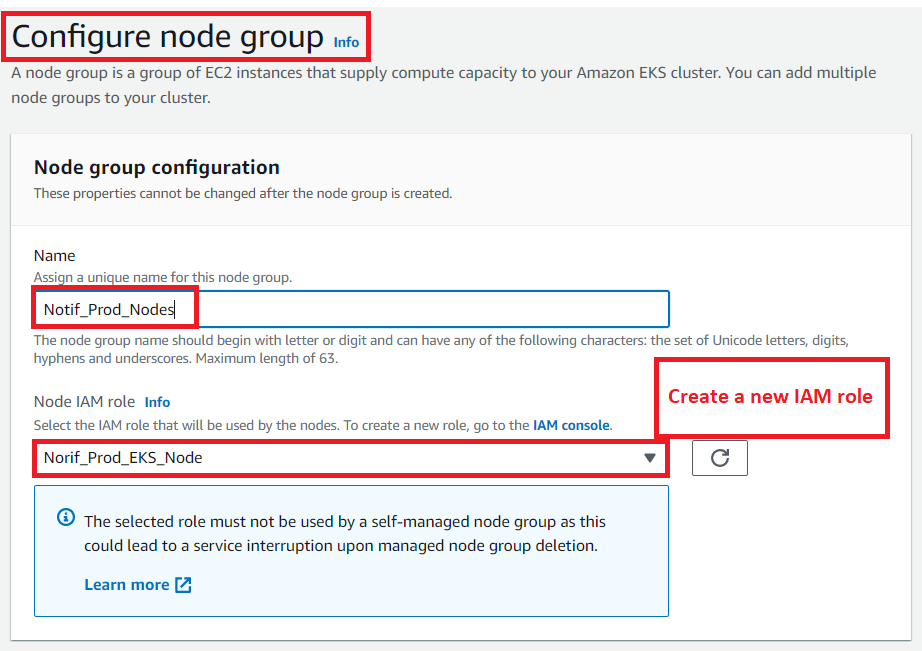 Configure node group Info
A node group is a group of EC2 instances that supply compute capacity to your Amazon EKS cluster. You can add multiple
node groups to your cluster.
Node group configuration
These properties cannot be changed after the node group is created.
Name
Assign a unique name for this node group.
Notif_Prod_Nodes
The node group name should begin with letter or digit and can have any of the following characters: the set of Unicode letters, digits,
hyphens and underscores. Maximum length of 63.
Node IAM role Info
Select the IAM role that will be used by the nodes. To create a new role, go to the IAM console.
Create a new IAM role
Norif_Prod_EKS_Node
The selected role must not be used by a self-managed node group as this
could lead to a service interruption upon managed node group deletion.
Learn more